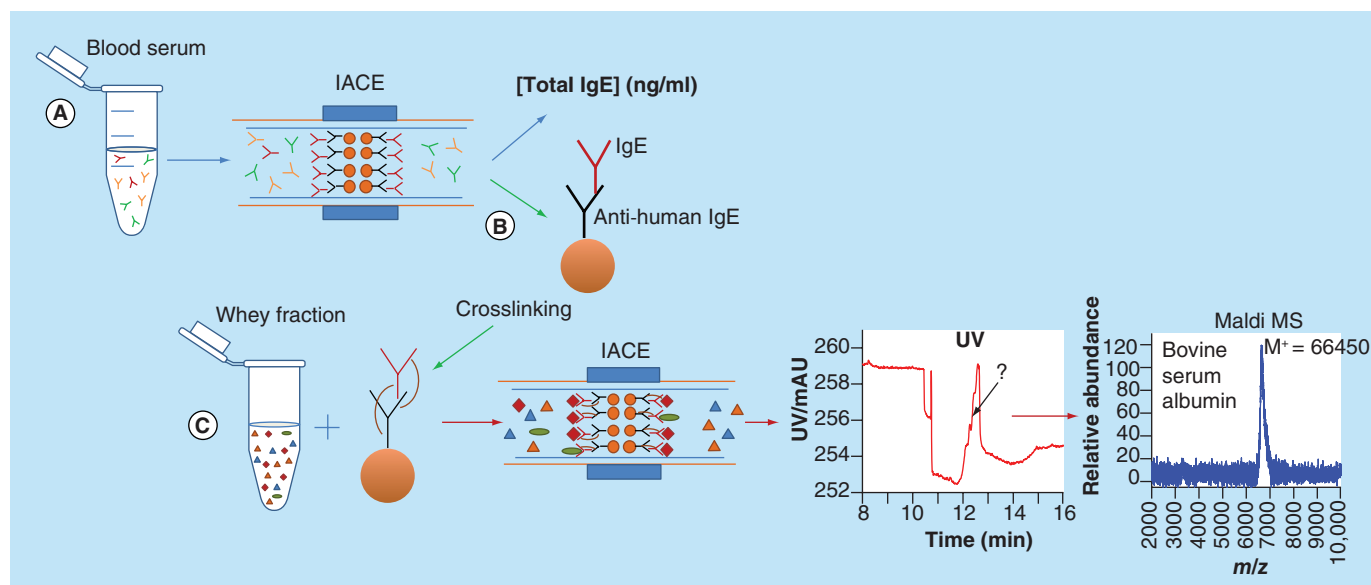 Blood serum
A
IACE
[Total IgE] (ng/ml)
IgE
B
Anti-human IgE
Whey fraction
Crosslinking
C
IACE
UV
260
258
256
254
252
UV/mAU
?
8 10 12 14 16
Time (min)
Maldi MS
M+ = 66450
Bovine
serum
albumin
Relative abundance
120
100
80
60
40
20
0
2000 3000 4000 5000 6000 7000 8000 9000 10,000
m/z